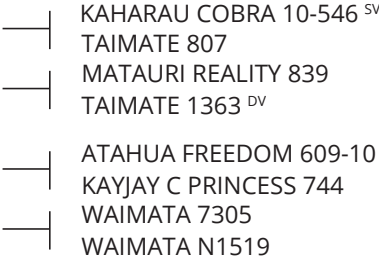 KAHARAU COBRA 10-546 SV
TAIMATE 807
MATAURI REALITY 839
TAIMATE 1363 DV
ATAHUA FREEDOM 609-10
KAYJAY C PRINCESS 744
WAIMATA 7305
WAIMATA N1519